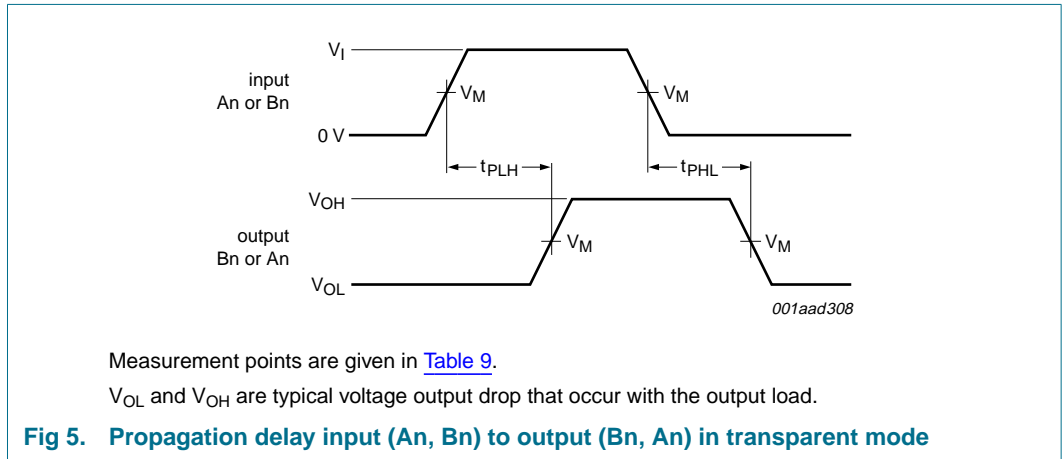 VI
input
An or Bn
VM
VM
0 V
tPLH
tPHL
VOH
output
Bn or An
VM
VM
VOL
001aad308
Measurement points are given in Table 9.
VOL and VOH are typical voltage output drop that occur with the output load.
Fig 5. Propagation delay input (An, Bn) to output (Bn, An) in transparent mode